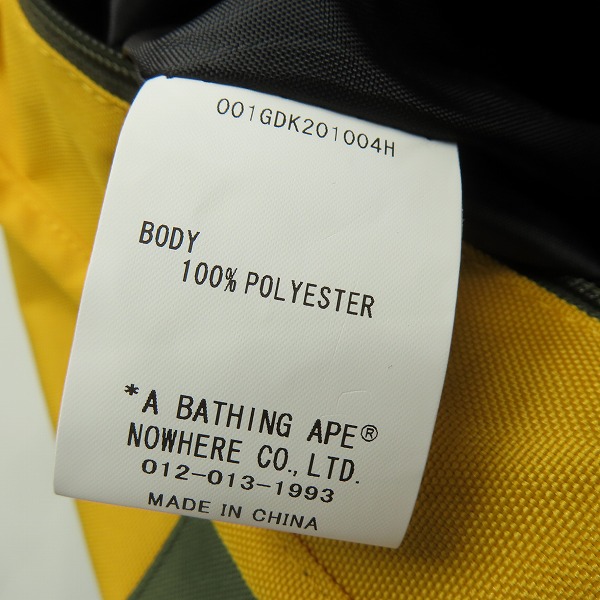 001GDK201004H
BODY
100% POLYESTER
*A BATHING APE®
NOWHERE CO., LTD.
012-013-1993
MADE IN CHINA